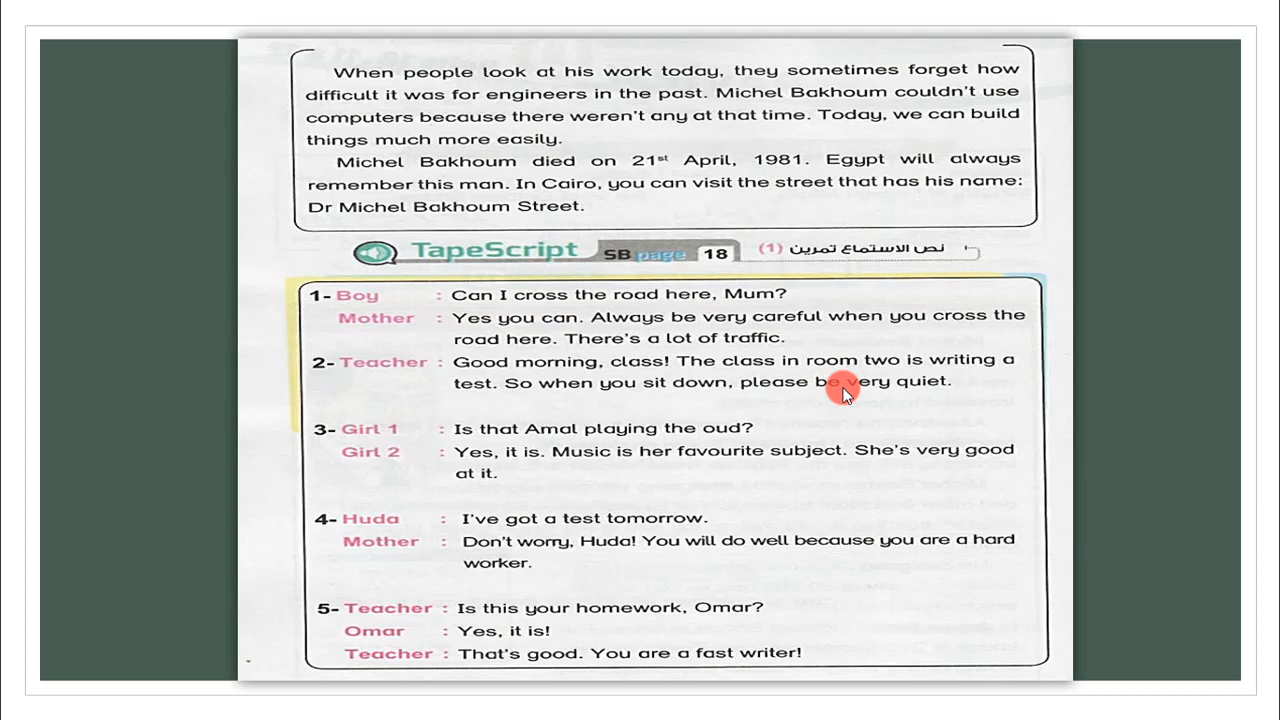 When people look at his work today, they sometimes forget how
difficult it was for engineers in the past. Michel Bakhoum couldn't use
computers because there weren't any at that time. Today, we can build
things much more easily.
Michel Bakhoum died on 21st April, 1981. Egypt will always
remember this man. In Cairo, you can visit the street that has his name:
Dr Michel Bakhoum Street.
TapeScript SB page 18 نص الاستماع تمرين (1)
1- Boy : Can I cross the road here, Mum?
Mother : Yes you can. Always be very careful when you cross the
road here. There's a lot of traffic.
2- Teacher : Good morning, class! The class in room two is writing a
test. So when you sit down, please be very quiet.
3- Girl 1 : Is that Amal playing the oud?
Girl 2 : Yes, it is. Music is her favourite subject. She's very good
at it.
4- Huda : I've got a test tomorrow.
Mother : Don't worry, Huda! You will do well because you are a hard
worker.
5- Teacher : Is this your homework, Omar?
Omar : Yes, it is!
Teacher : That's good. You are a fast writer!